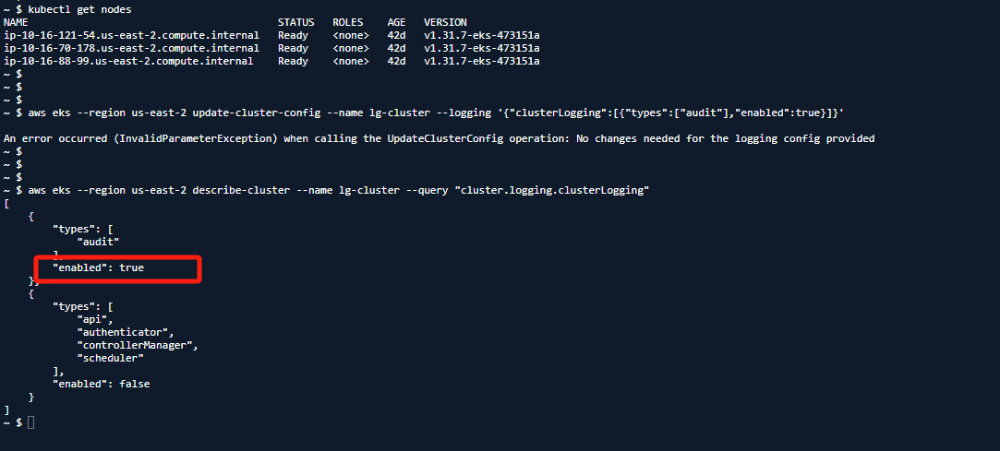 ~ $ kubectl get nodes
NAME                                        STATUS   ROLES    AGE   VERSION
ip-10-16-121-54.us-east-2.compute.internal   Ready    <none>   42d   v1.31.7-eks-473151a
ip-10-16-70-178.us-east-2.compute.internal   Ready    <none>   42d   v1.31.7-eks-473151a
ip-10-16-88-99.us-east-2.compute.internal    Ready    <none>   42d   v1.31.7-eks-473151a
~ $
~ $
~ $
~ $ aws eks --region us-east-2 update-cluster-config --name lg-cluster --logging '{"clusterLogging":[{"types":["audit"],"enabled":true}]}'
An error occurred (InvalidParameterException) when calling the UpdateClusterConfig operation: No changes needed for the logging config provided
~ $
~ $
~ $
~ $ aws eks --region us-east-2 describe-cluster --name lg-cluster --query "cluster.logging.clusterLogging"
[
    {
        "types": [
            "audit"
        ],
        "enabled": true
    },
    {
        "types": [
            "api",
            "authenticator",
            "controllerManager",
            "scheduler"
        ],
        "enabled": false
    }
]
~ $